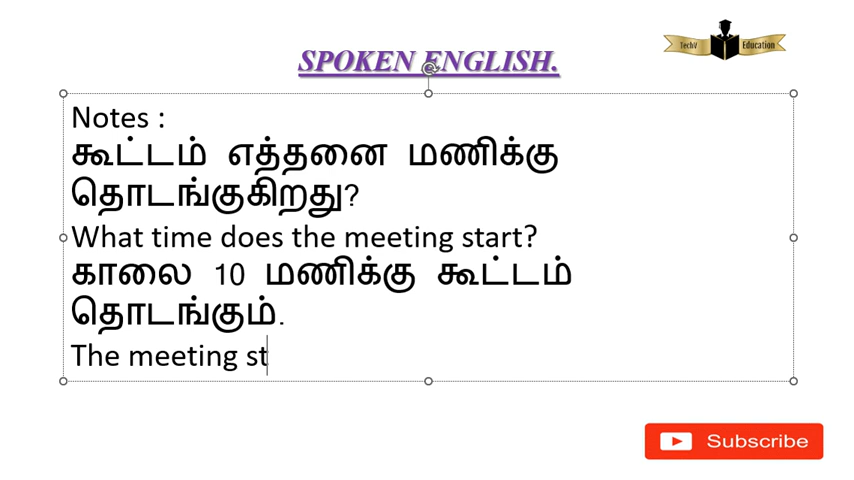 SPOKEN ENGLISH.
TechV Education
Notes :
கூட்டம் எத்தனை மணிக்கு
தொடங்குகிறது?
What time does the meeting start?
காலை 10 மணிக்கு கூட்டம்
தொடங்கும்.
The meeting st
Subscribe